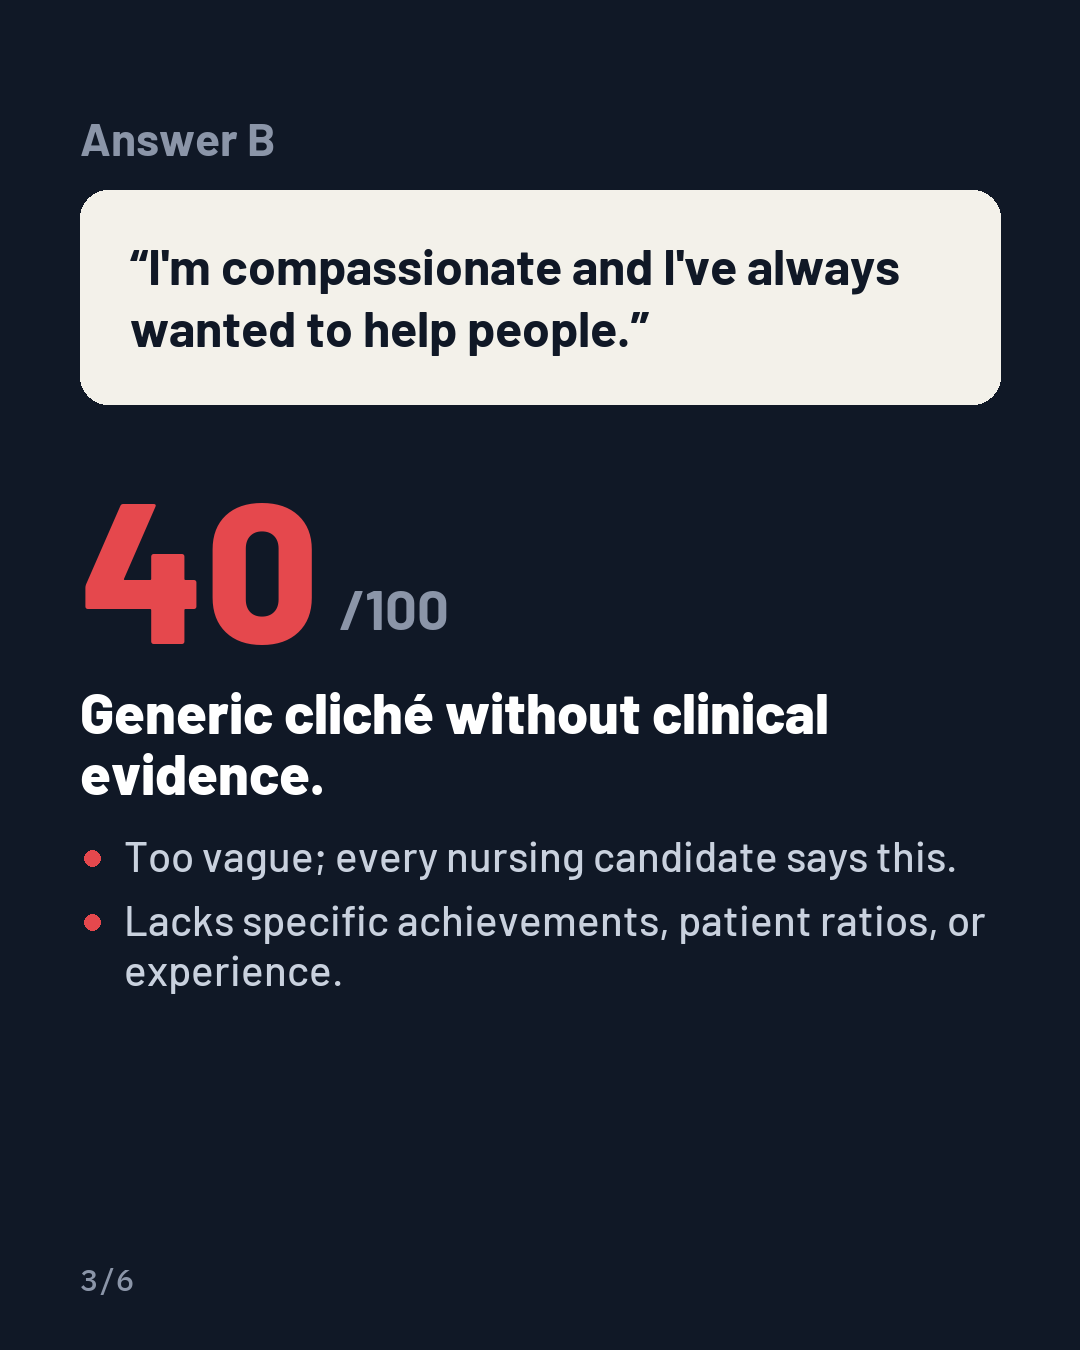 Answer B
“I'm compassionate and I've always
wanted to help people.”
40 /100
Generic cliché without clinical
evidence.
Too vague; every nursing candidate says this.
Lacks specific achievements, patient ratios, or
experience.
3/6